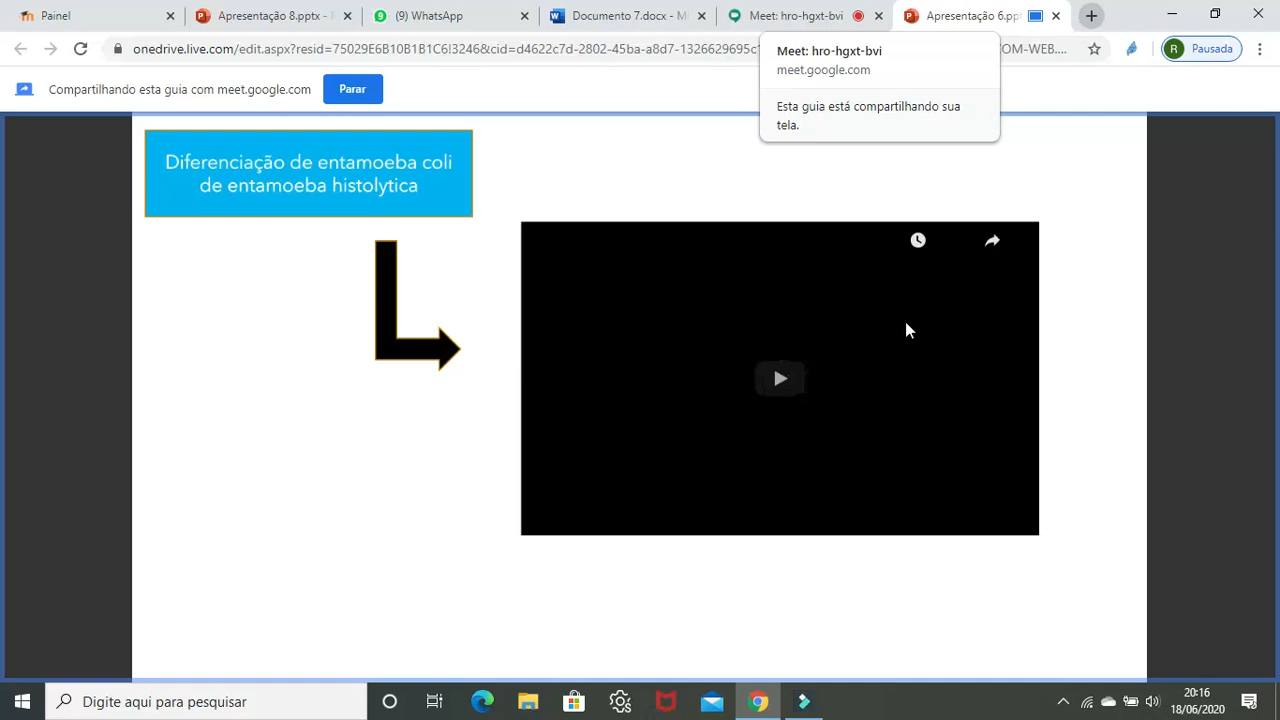 Painel
Apresentação 8.pptx -
(9) WhatsApp
Documento 7.docx - M
Meet: hro-hgxt-bvi
Apresentação 6.pp
onedrive.live.com/edit.aspx?resid=75029E6B10B1B1C6!3246&cid=d4622c7d-2802-45ba-a8d7-1326629695c
OM-WEB....
R
Pausada
Meet: hro-hgxt-bvi
meet.google.com
Esta guia está compartilhando sua
tela.
Compartilhando esta guia com meet.google.com
Parar
Diferenciação de entamoeba coli
de entamoeba histolytica
Digite aqui para pesquisar
20:16
18/06/2020